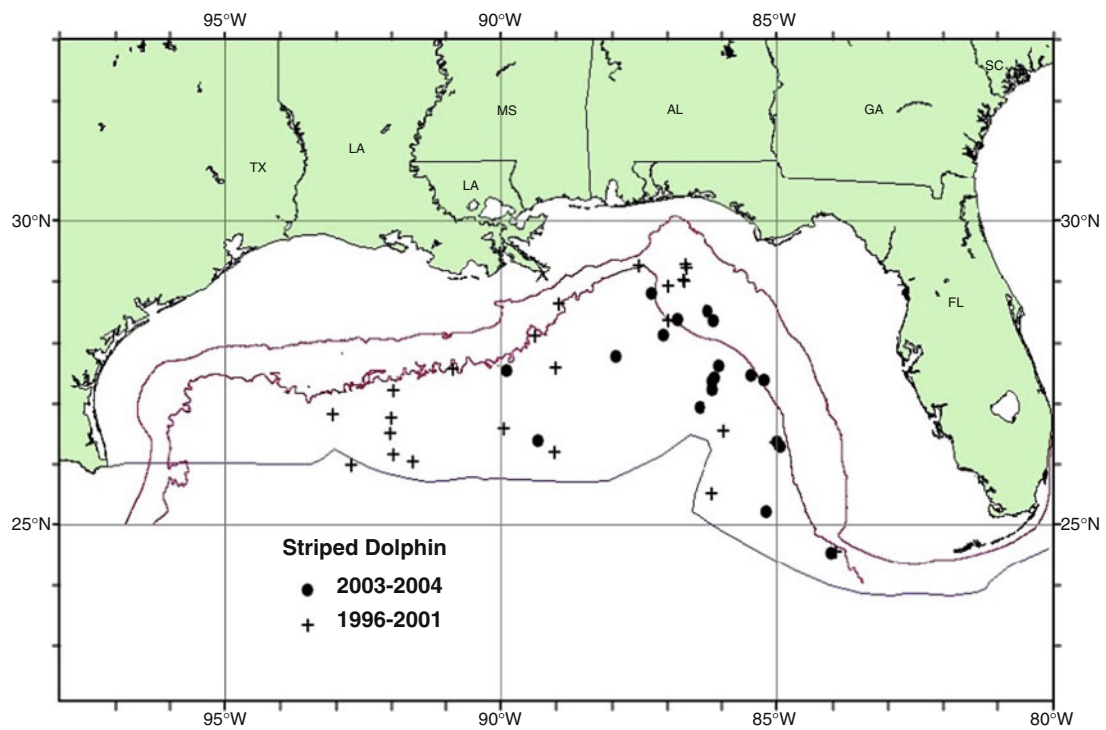 95°W 90°W 85°W
SC
MS AL GA
LA
TX
LA
30°N 30°N
FL
25°N 25°N
Striped Dolphin
2003-2004
1996-2001
95°W 90°W 85°W 80°W